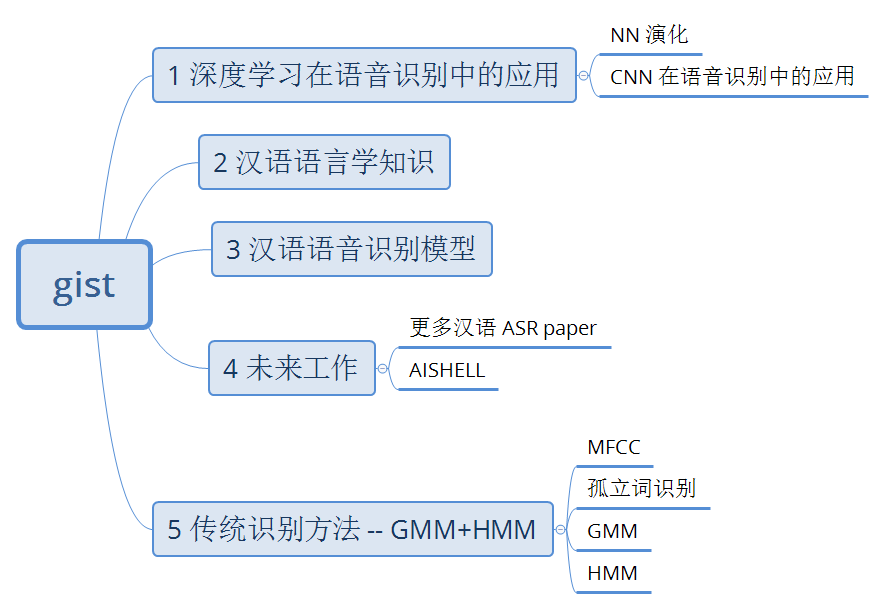 gist
1 深度学习在语音识别中的应用
NN 演化
CNN 在语音识别中的应用
2 汉语语言学知识
3 汉语语音识别模型
4 未来工作
更多汉语 ASR paper
AISHELL
5 传统识别方法 -- GMM+HMM
MFCC
孤立词识别
GMM
HMM